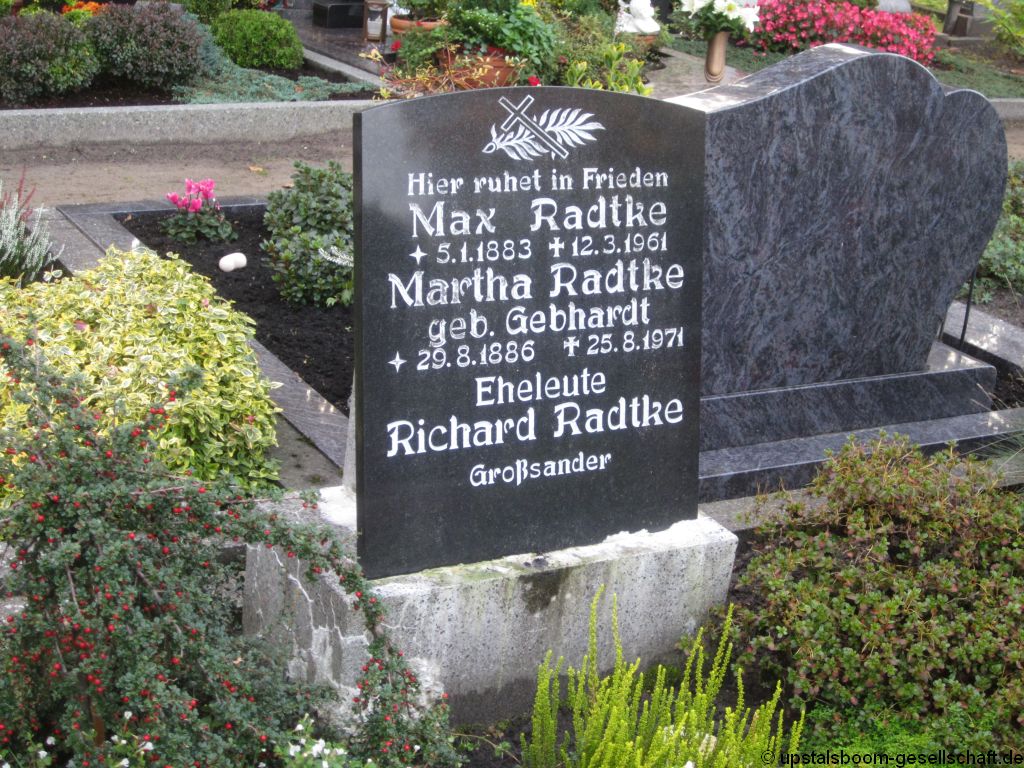 Hier ruhet in Frieden
Max Radtke
✦ 5.1.1883 ✝ 12.3.1961
Martha Radtke
geb. Gebhardt
✦ 29.8.1886 ✝ 25.8.1971
Eheleute
Richard Radtke
Großsander
© upstalsboom-gesellschaft.de